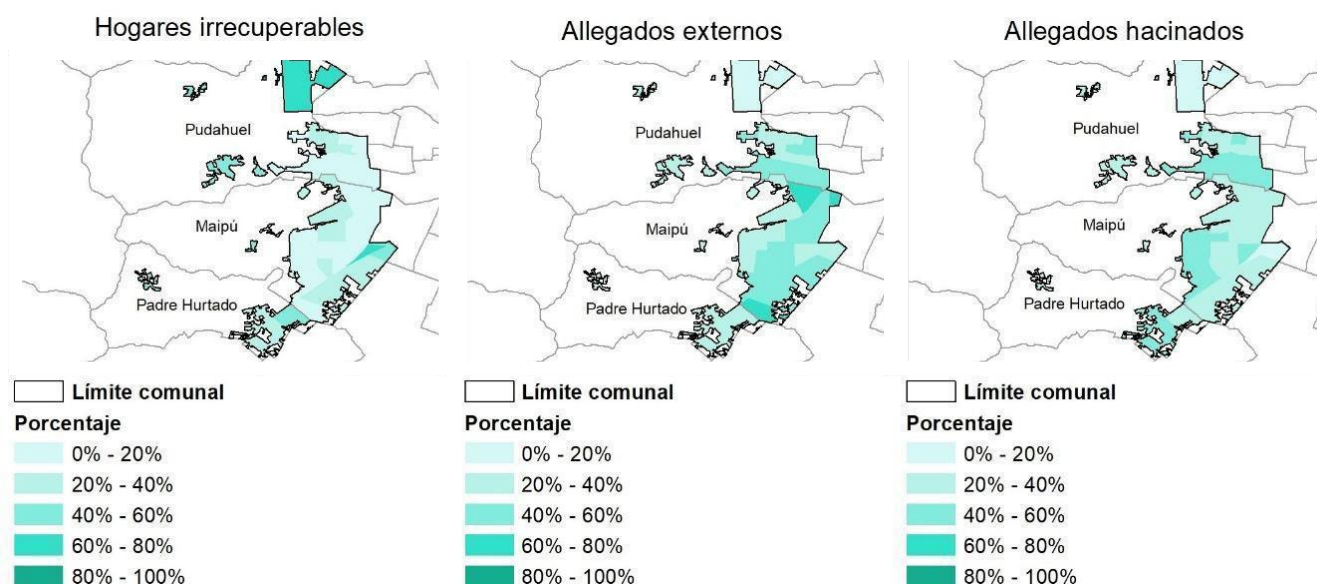 Hogares irrecuperables
Pudahuel
Maipú
Padre Hurtado
Límite comunal
Porcentaje
0% - 20%
20% - 40%
40% - 60%
60% - 80%
80% - 100%
Allegados externos
Pudahuel
Maipú
Padre Hurtado
Límite comunal
Porcentaje
0% - 20%
20% - 40%
40% - 60%
60% - 80%
80% - 100%
Allegados hacinados
Pudahuel
Maipú
Padre Hurtado
Límite comunal
Porcentaje
0% - 20%
20% - 40%
40% - 60%
60% - 80%
80% - 100%